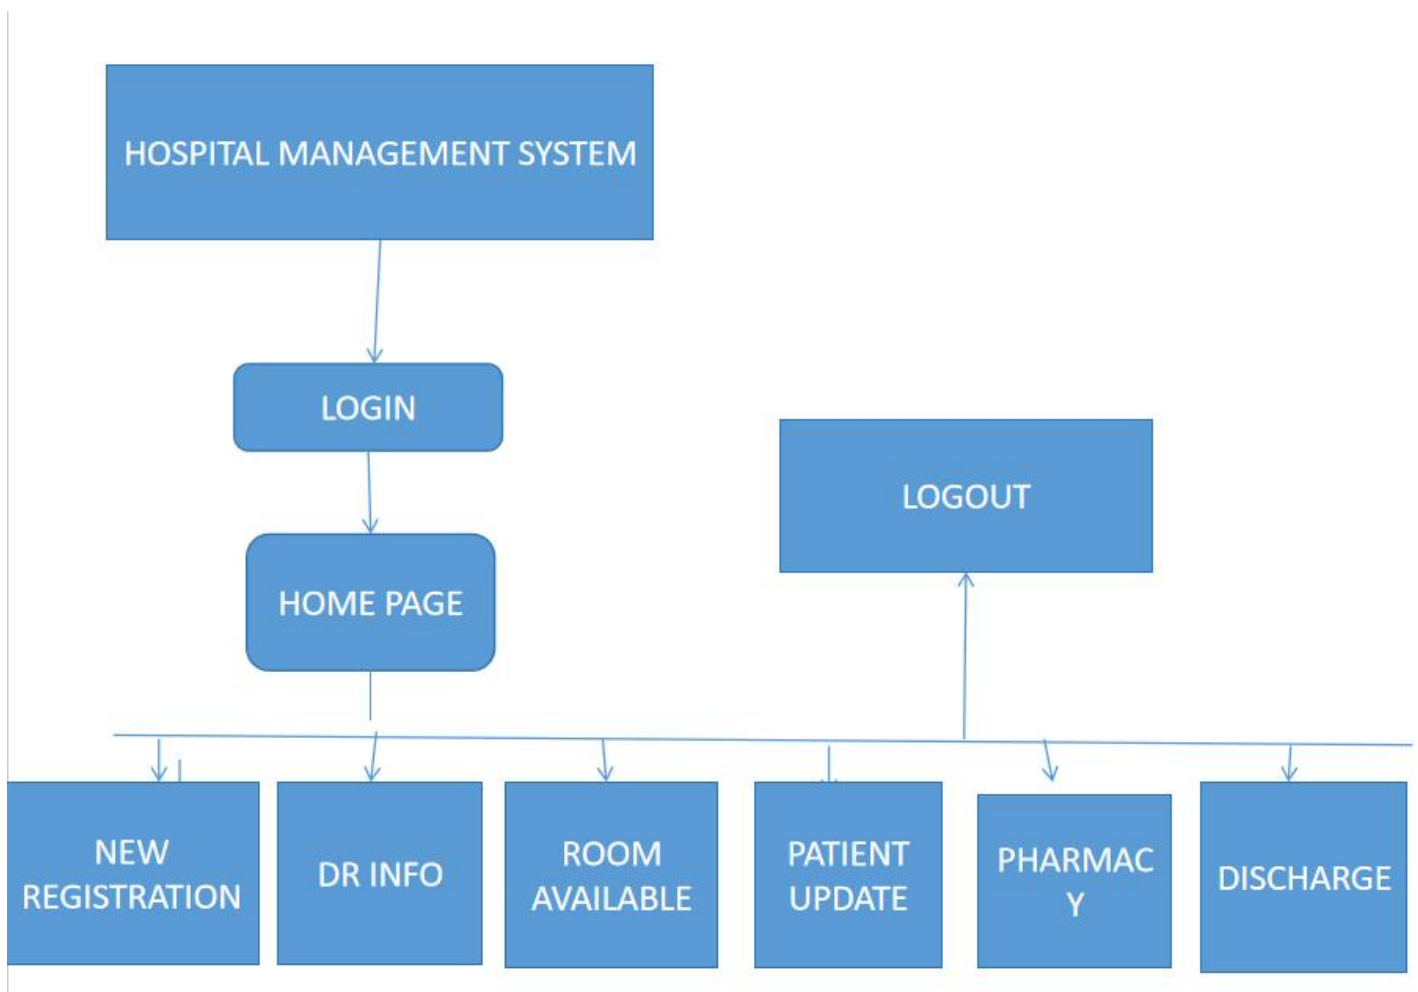 HOSPITAL MANAGEMENT SYSTEM
LOGIN
LOGOUT
HOME PAGE
NEW
REGISTRATION
DR INFO
ROOM
AVAILABLE
PATIENT
UPDATE
PHARMAC
Y
DISCHARGE